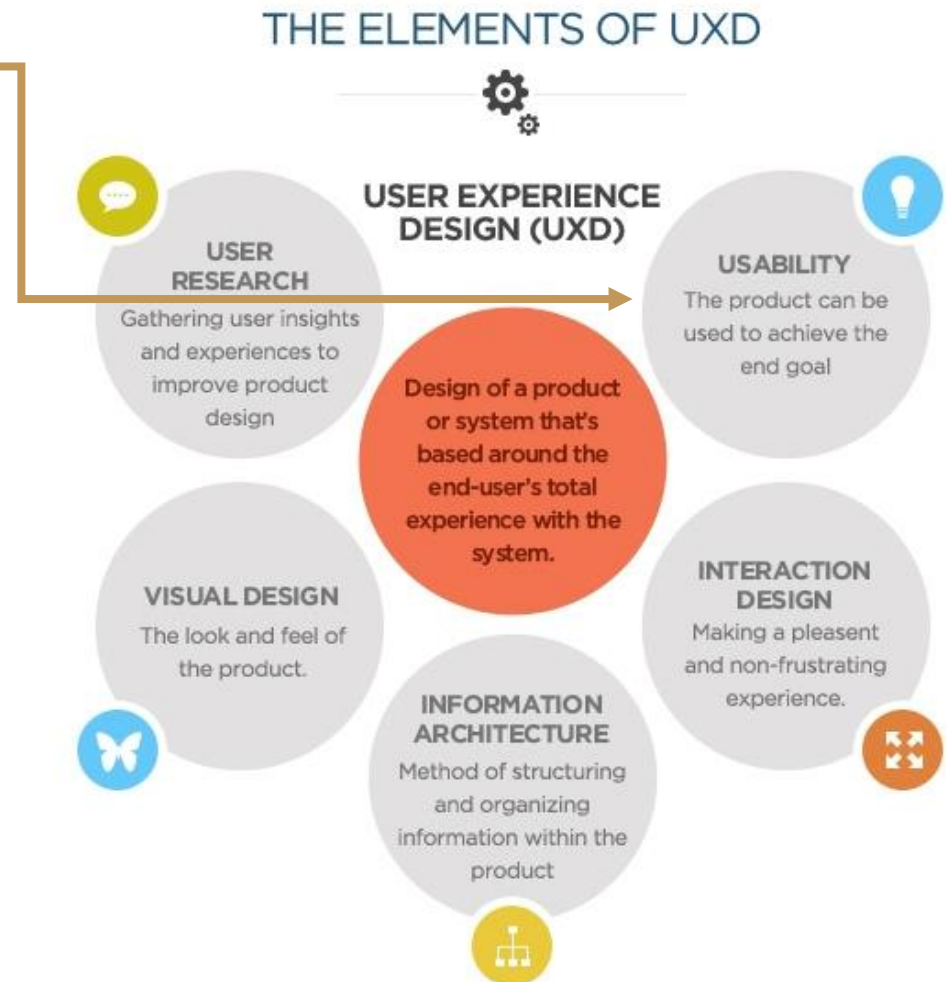 THE ELEMENTS OF UXD
USER EXPERIENCE
DESIGN (UXD)
USER
RESEARCH
Gathering user insights
and experiences to
improve product
design
USABILITY
The product can be
used to achieve the
end goal
Design of a product
or system that's
based around the
end-user's total
experience with the
system.
VISUAL DESIGN
The look and feel of
the product.
INTERACTION
DESIGN
Making a pleasent
and non-frustrating
experience.
INFORMATION
ARCHITECTURE
Method of structuring
and organizing
information within the
product